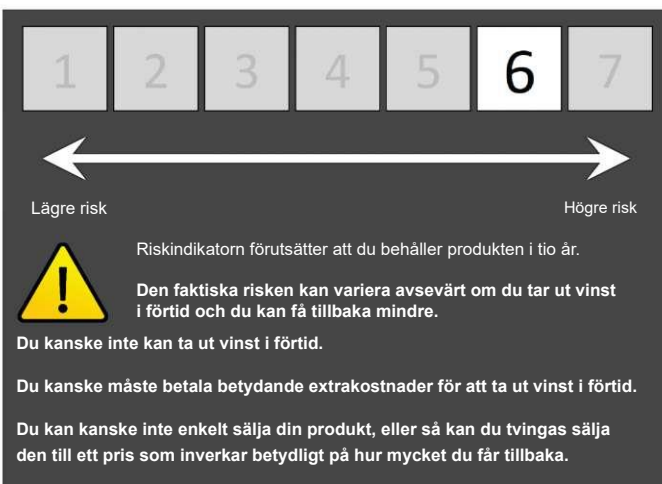 1 2 3 4 5 6 7
Lägre risk Högre risk
!
Riskindikatorn förutsätter att du behåller produkten i tio år.
Den faktiska risken kan variera avsevärt om du tar ut vinst
i förtid och du kan få tillbaka mindre.
Du kanske inte kan ta ut vinst i förtid.
Du kanske måste betala betydande extrakostnader för att ta ut vinst i förtid.
Du kan kanske inte enkelt sälja din produkt, eller så kan du tvingas sälja
den till ett pris som inverkar betydligt på hur mycket du får tillbaka.